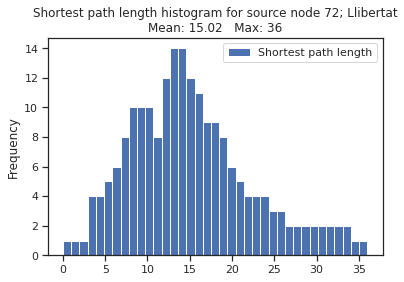 Shortest path length histogram for source node 72; Llibertat
Mean: 15.02 Max: 36
Shortest path length
Frequency
14
12
10
8
6
4
2
0
0 5 10 15 20 25 30 35